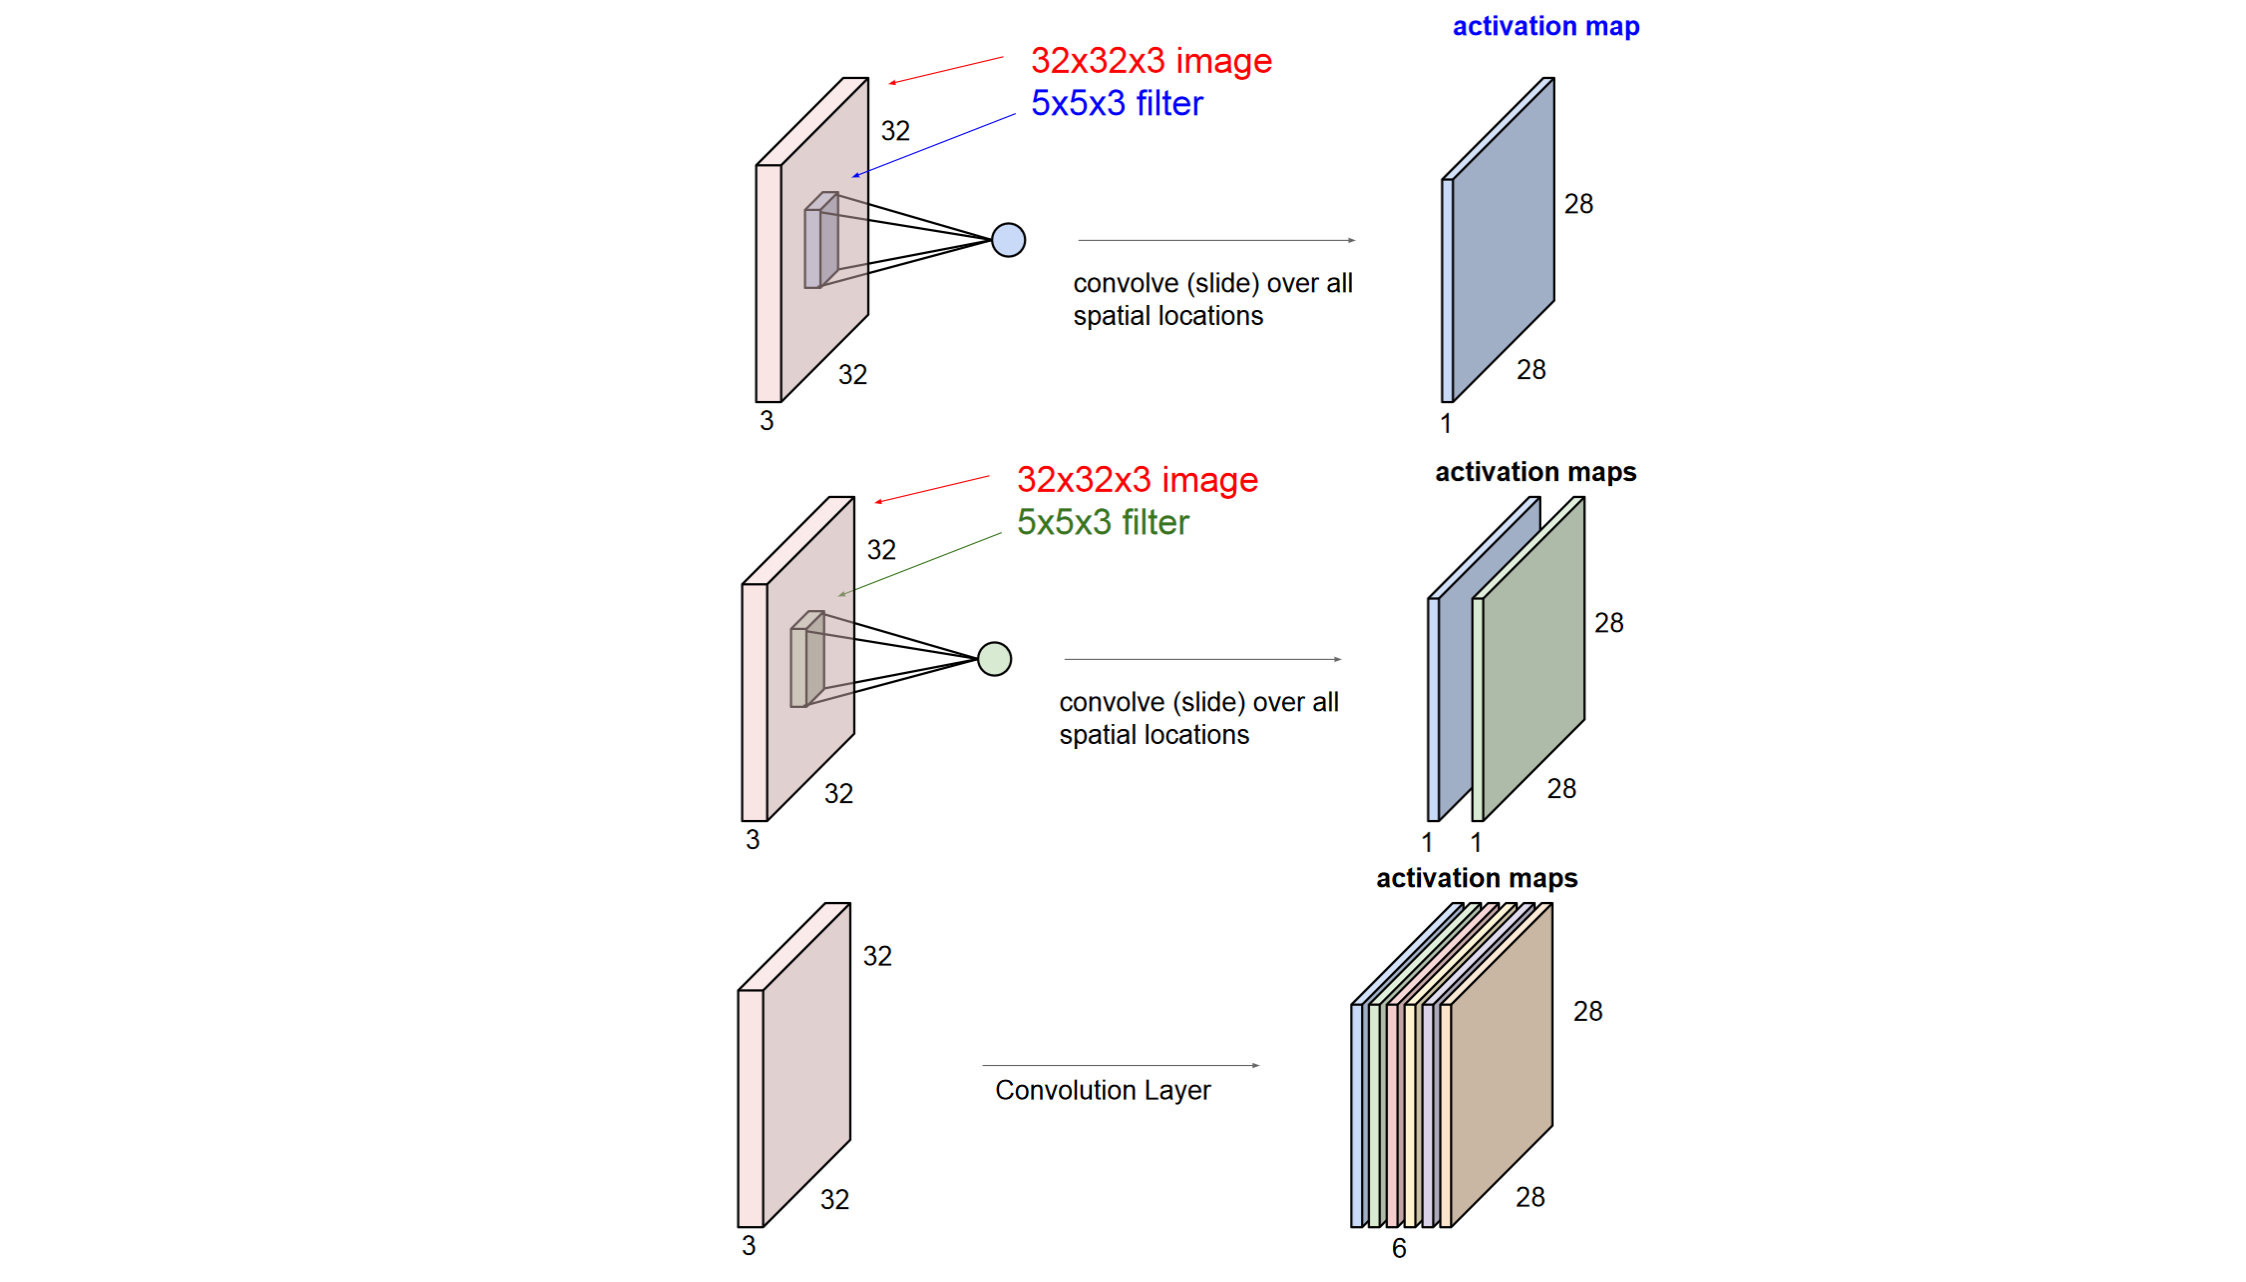 activation map
32x32x3 image
5x5x3 filter
32
28
convolve (slide) over all
spatial locations
32
28
3
1
activation maps
32x32x3 image
5x5x3 filter
32
28
convolve (slide) over all
spatial locations
32
28
3
1 1
activation maps
32
28
Convolution Layer
32
28
3
6